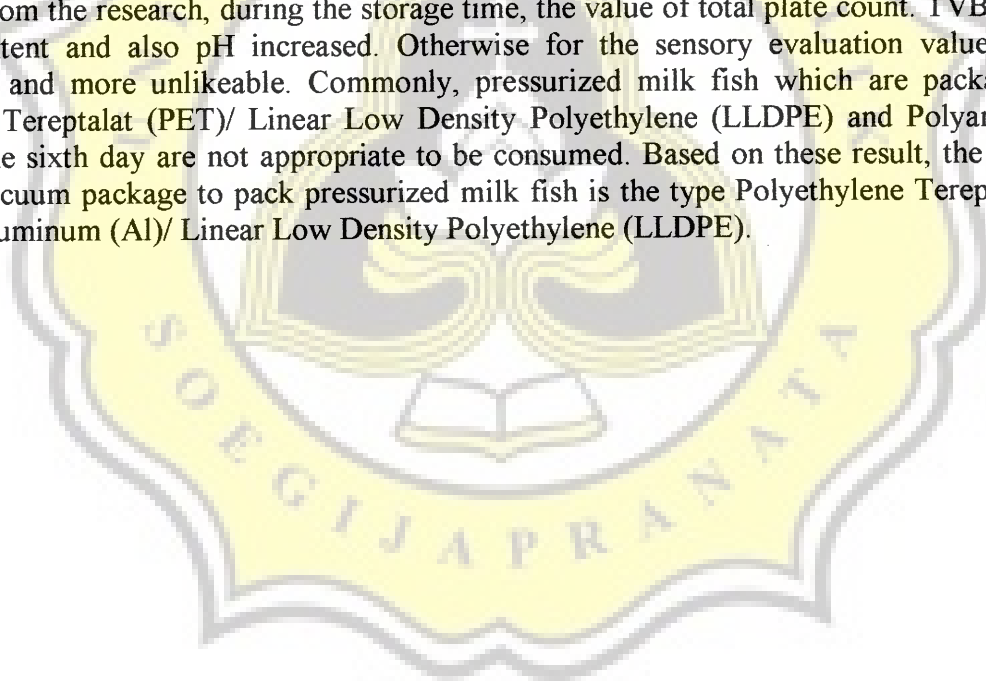 om the research, during the storage time, the value of total plate count. TVB
tent and also pH increased. Otherwise for the sensory evaluation value
and more unlikeable. Commonly, pressurized milk fish which are pack
Tereptalat (PET)/ Linear Low Density Polyethylene (LLDPE) and Polya
e sixth day are not appropriate to be consumed. Based on these result, the
cuum package to pack pressurized milk fish is the type Polyethylene Terep
uminum (Al)/ Linear Low Density Polyethylene (LLDPE).
SOEGIJAPRANATA